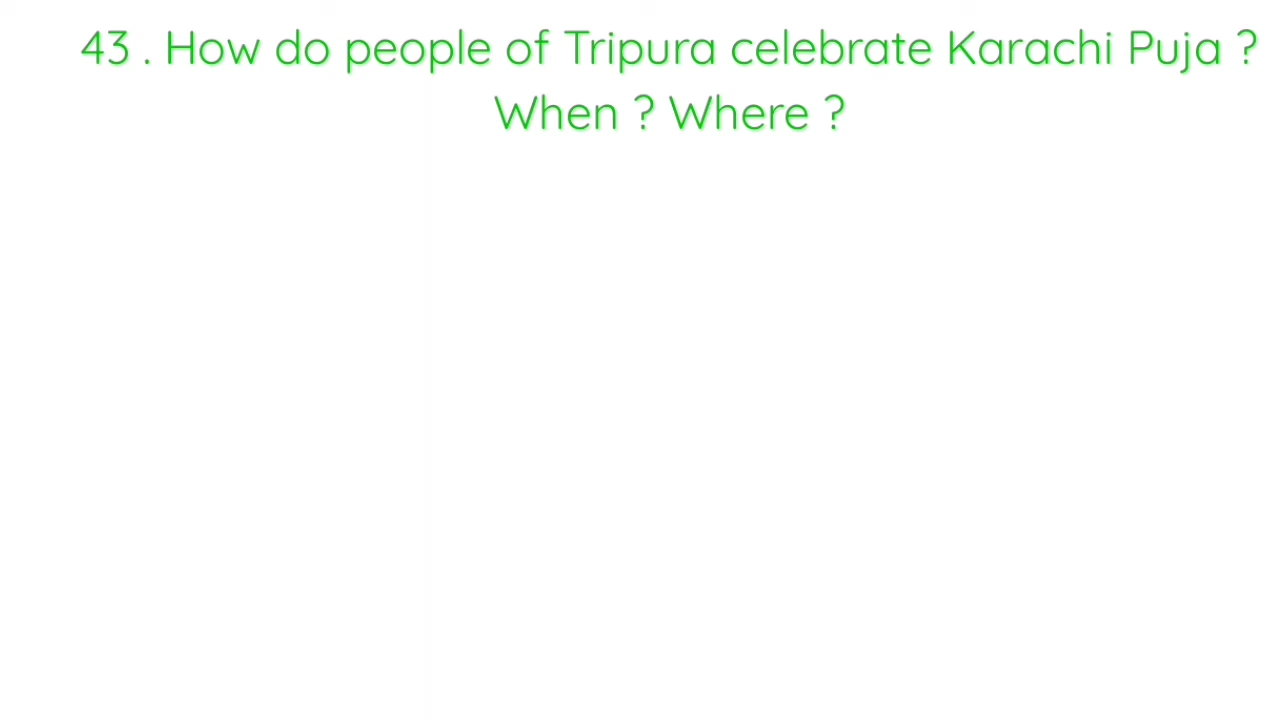 43 . How do people of Tripura celebrate Karachi Puja ?
When ? Where ?